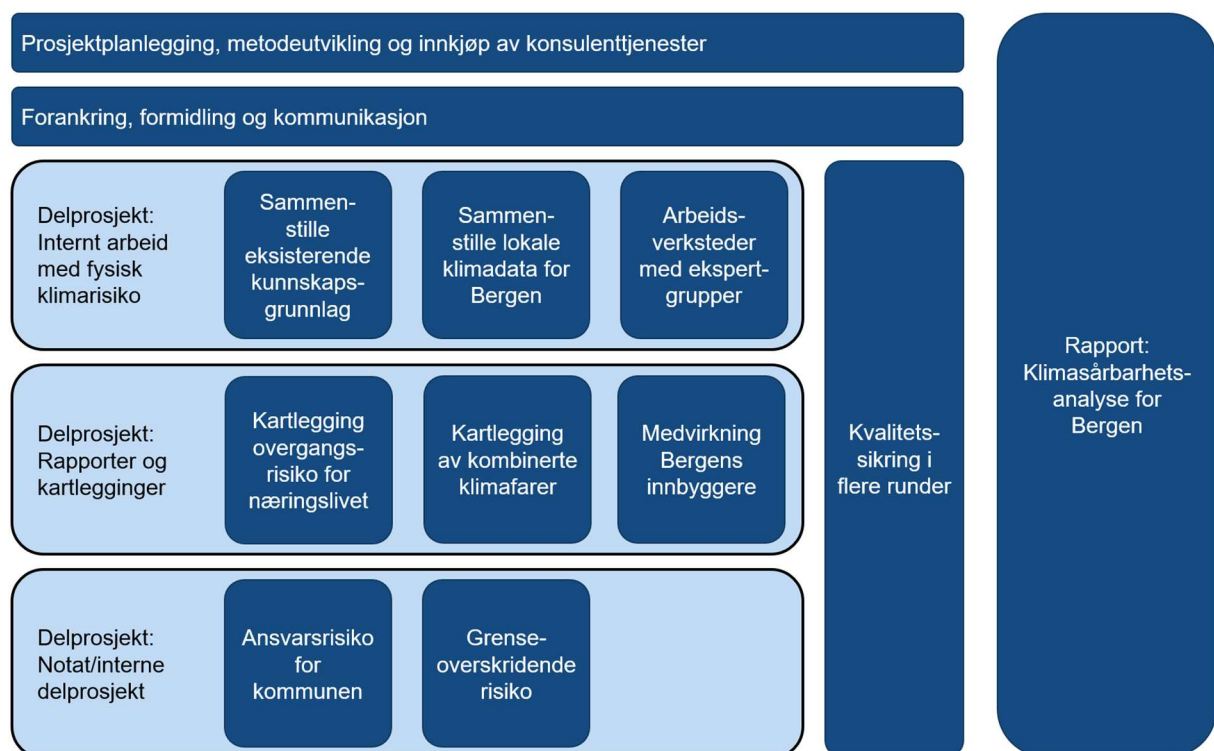 Prosjektplanlegging, metodeutvikling og innkjøp av konsulenttjenester
Forankring, formidling og kommunikasjon
Delprosjekt:
Internt arbeid
med fysisk
klimarisiko
Sammen-
stille
eksisterende
kunnskaps-
grunnlag
Sammen-
stille lokale
klimadata for
Bergen
Arbeids-
verksteder
med ekspert-
grupper
Delprosjekt:
Rapporter og
kartlegginger
Kartlegging
overgangs-
risiko for
næringslivet
Kartlegging
av kombinerte
klimafarer
Medvirkning
Bergens
innbyggere
Delprosjekt:
Notat/interne
delprosjekt
Ansvarsrisiko
for
kommunen
Grense-
overskridende
risiko
Kvalitets-
sikring i
flere runder
Rapport:
Klimasårbarhets-
analyse for
Bergen